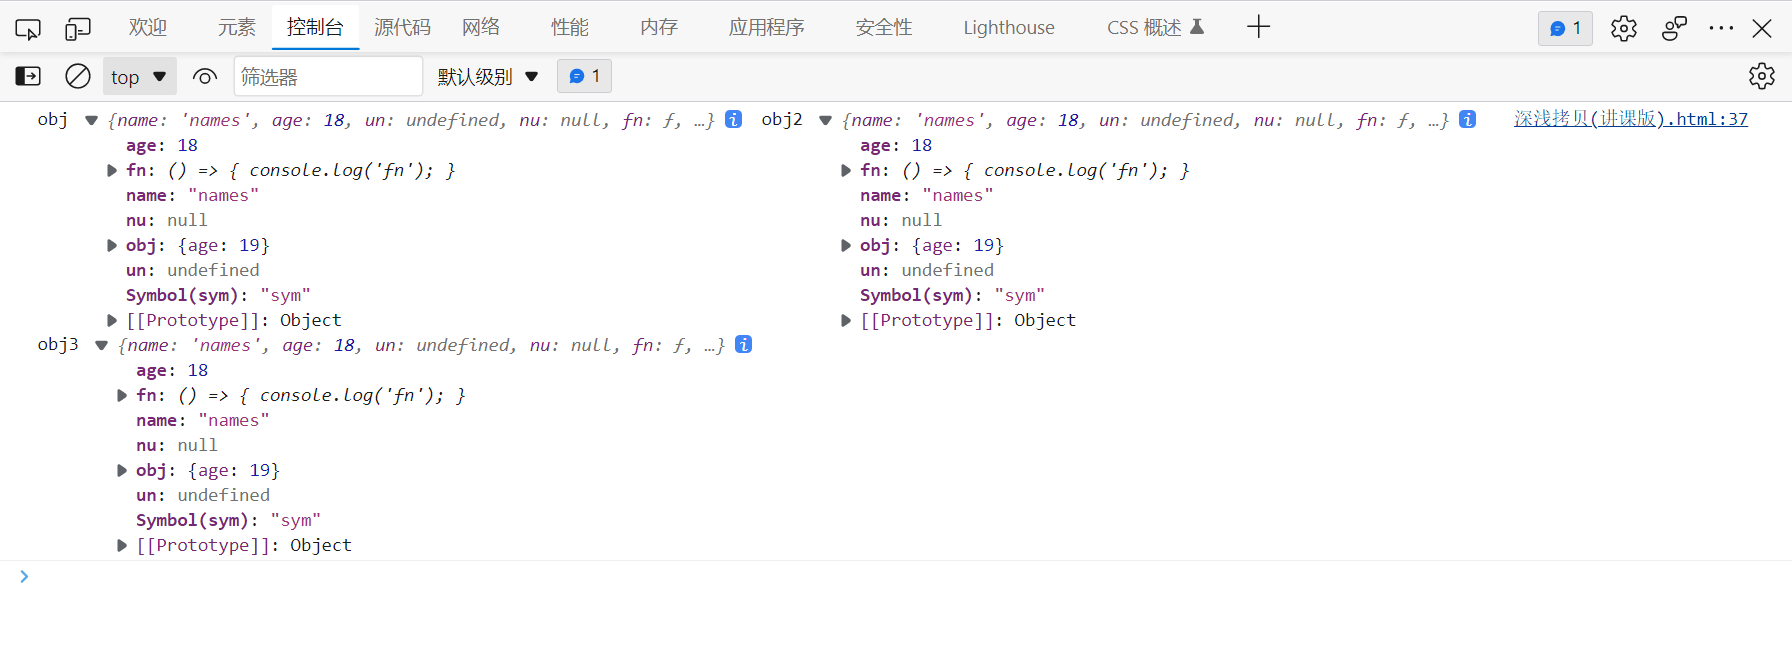 欢迎 元素 控制台 源代码 网络 性能 内存 应用程序 安全性 Lighthouse CSS 概述 1
top 筛选器 默认级别 1
obj {name: 'names', age: 18, un: undefined, nu: null, fn: ƒ, …} i obj2 {name: 'names', age: 18, un: undefined, nu: null, fn: ƒ, …} i 深浅拷贝(讲课版).html:37
age: 18 age: 18
fn: () => { console.log('fn'); } fn: () => { console.log('fn'); }
name: "names" name: "names"
nu: null nu: null
obj: {age: 19} obj: {age: 19}
un: undefined un: undefined
Symbol(sym): "sym" Symbol(sym): "sym"
[[Prototype]]: Object [[Prototype]]: Object
obj3 {name: 'names', age: 18, un: undefined, nu: null, fn: ƒ, …} i
age: 18
fn: () => { console.log('fn'); }
name: "names"
nu: null
obj: {age: 19}
un: undefined
Symbol(sym): "sym"
[[Prototype]]: Object